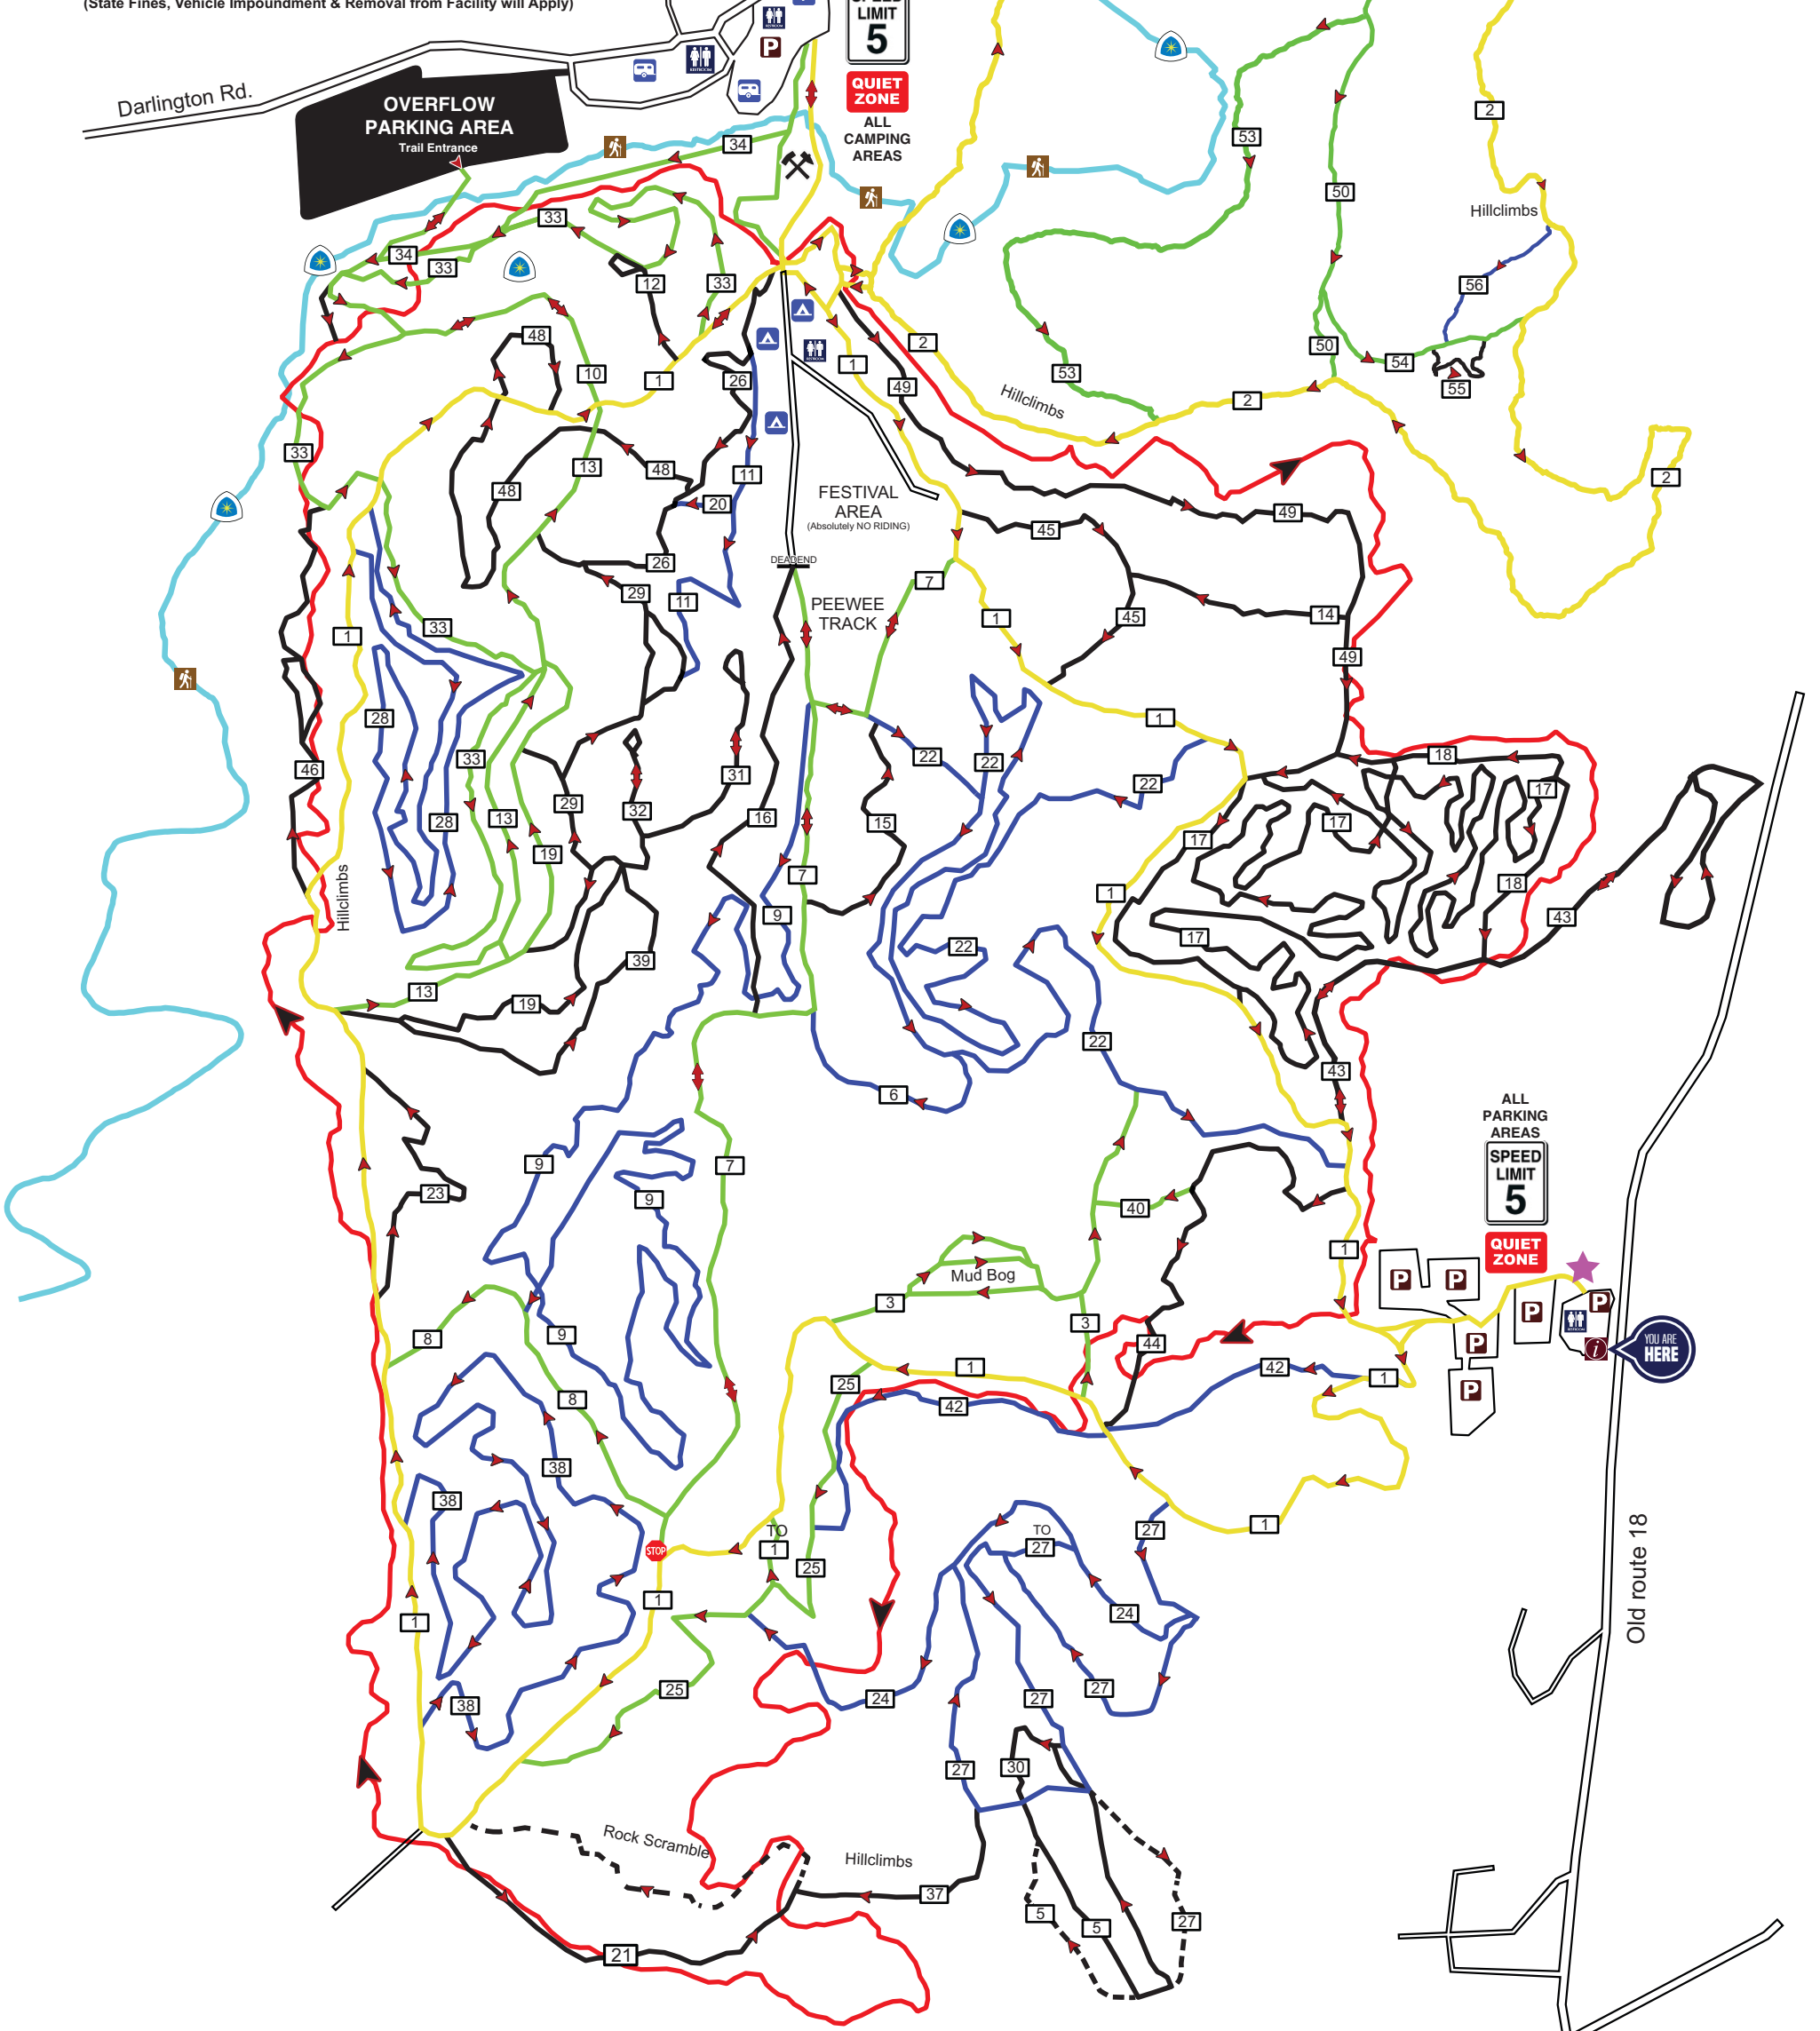 (State Fines, Vehicle Impoundment & Removal from Facility will Apply)
SPEED
LIMIT
5
QUIET
ZONE
ALL
CAMPING
AREAS
RESTROOM
P
Darlington Rd.
OVERFLOW
PARKING AREA
Trail Entrance
34
33
34
33
12
33
53
50
2
Hillclimbs
56
50
54
55
53
2
2
Hillclimbs
2
48
10
1
26
1
49
33
13
48
48
11
20
FESTIVAL
AREA
(Absolutely NO RIDING)
45
49
26
DEADEND
29
11
7
PEEWEE
TRACK
1
45
14
33
1
49
28
33
46
1
22
22
22
18
17
31
29
32
16
15
28
13
19
17
17
7
1
18
43
Hillclimbs
9
17
22
39
13
19
22
43
6
ALL
PARKING
AREAS
SPEED
LIMIT
5
QUIET
ZONE
9
7
23
9
40
1
Mud Bog
3
3
P
P
P
P
P
P
i
YOU ARE
HERE
8
9
44
1
42
1
25
8
42
38
38
1
27
STOP
TO
1
TO
27
25
1
1
24
Old route 18
25
38
24
27
27
27
30
Rock Scramble
Hillclimbs
37
5
5
27
21